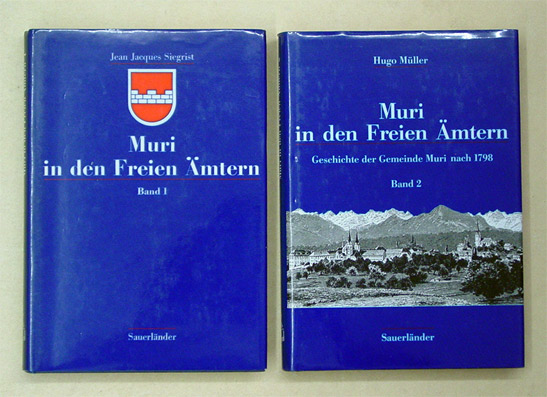 Jean Jacques Siegrist
Muri
in den Freien Ämtern
Band 1
Sauerländer
Hugo Müller
Muri
in den Freien Ämtern
Geschichte der Gemeinde Muri nach 1798
Band 2
Sauerländer